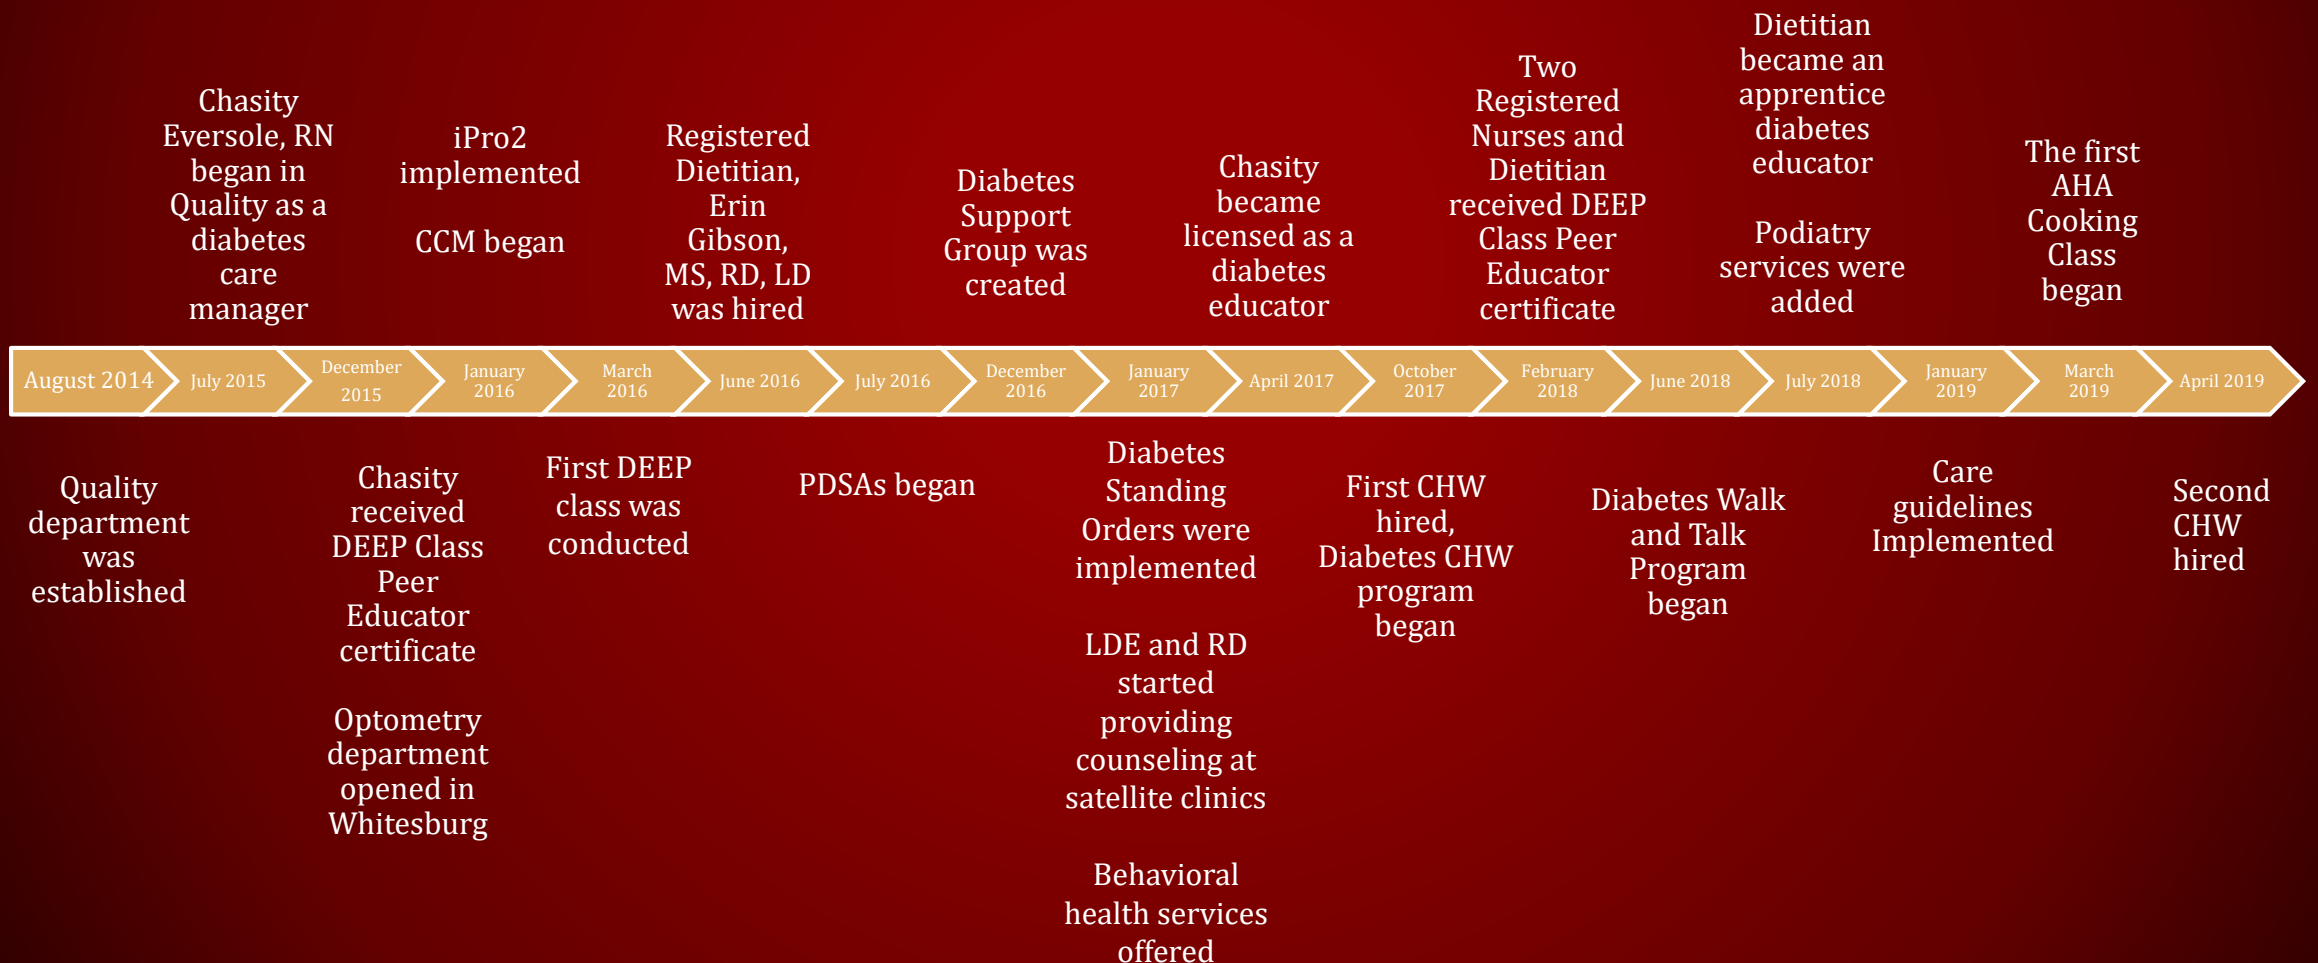 Chasity
Eversole, RN
began in
Quality as a
diabetes
care
manager
iPro2
implemented
CCM began
Registered
Dietitian,
Erin
Gibson,
MS, RD, LD
was hired
Diabetes
Support
Group was
created
Chasity
became
licensed as a
diabetes
educator
Two
Registered
Nurses and
Dietitian
received DEEP
Class Peer
Educator
certificate
Dietitian
became an
apprentice
diabetes
educator
Podiatry
services were
added
The first
AHA
Cooking
Class
began
August 2014
July 2015
December
2015
January
2016
March
2016
June 2016
July 2016
December
2016
January
2017
April 2017
October
2017
February
2018
June 2018
July 2018
January
2019
March
2019
April 2019
Quality
department
was
established
Chasity
received
DEEP Class
Peer
Educator
certificate
Optometry
department
opened in
Whitesburg
First DEEP
class was
conducted
PDSAs began
Diabetes
Standing
Orders were
implemented
LDE and RD
started
providing
counseling at
satellite clinics
Behavioral
health services
offered
First CHW
hired,
Diabetes CHW
program
began
Diabetes Walk
and Talk
Program
began
Care
guidelines
Implemented
Second
CHW
hired